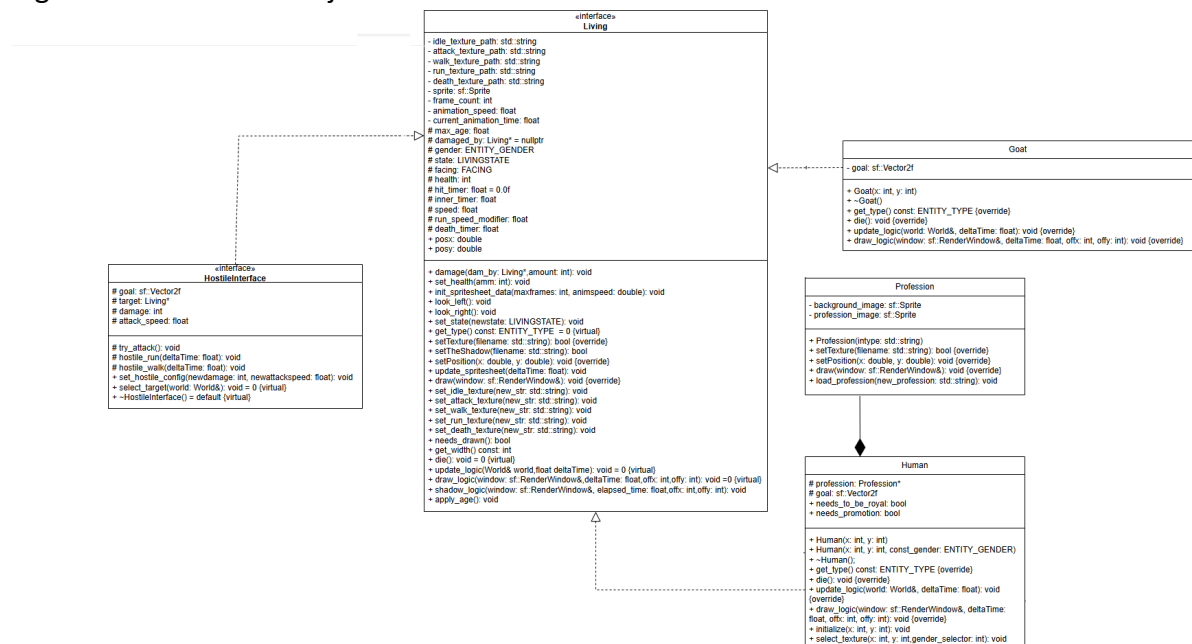 «interface»
Living
- idle_texture_path: std::string
- attack_texture_path: std::string
- walk_texture_path: std::string
- run_texture_path: std::string
- death_texture_path: std::string
- sprite: sf::Sprite
- frame_count: int
- animation_speed: float
- current_animation_time: float
# max_age: float
# damaged_by: Living* = nullptr
# gender: ENTITY_GENDER
# state: LIVINGSTATE
# facing: FACING
# health: int
# hit_timer: float = 0.0f
# inner_timer: float
# speed: float
# run_speed_modifier: float
# death_timer: float
+ posx: double
+ posy: double
+ damage(dam_by: Living*,amount: int): void
+ set_health(amm: int): void
+ init_spritesheet_data(maxframes: int, animspeed: double): void
+ look_left(): void
+ look_right(): void
+ set_state(newstate: LIVINGSTATE): void
+ get_type() const: ENTITY_TYPE = 0 {virtual}
+ setTexture(filename: std::string): bool {override}
+ setTheShadow(filename: std::string): bool
+ setPosition(x: double, y: double): void {override}
+ update_spritesheet(deltaTime: float): void
+ draw(window: sf::RenderWindow&): void {override}
+ set_idle_texture(new_str: std::string): void
+ set_attack_texture(new_str: std::string): void
+ set_walk_texture(new_str: std::string): void
+ set_run_texture(new_str: std::string): void
+ set_death_texture(new_str: std::string): void
+ needs_drawn(): bool
+ get_width() const: int
+ die(): void = 0 {virtual}
+ update_logic(World& world,float deltaTime): void = 0 {virtual}
+ draw_logic(window: sf::RenderWindow&,deltaTime: float,offx: int,offy: int): void =0 {virtual}
+ shadow_logic(window: sf::RenderWindow&, elapsed_time: float,offx: int,offy: int): void
+ apply_age(): void
«interface»
HostileInterface
# goal: sf::Vector2f
# target: Living*
# damage: int
# attack_speed: float
# try_attack(): void
# hostile_run(deltaTime: float): void
# hostile_walk(deltaTime: float): void
+ set_hostile_config(newdamage: int, newattackspeed: float): void
+ select_target(world: World&): void = 0 {virtual}
+ ~HostileInterface() = default {virtual}
Goat
- goal: sf::Vector2f
+ Goat(x: int, y: int)
+ ~Goat()
+ get_type() const: ENTITY_TYPE {override}
+ die(): void {override}
+ update_logic(world: World&, deltaTime: float): void {override}
+ draw_logic(window: sf::RenderWindow&, deltaTime: float, offx: int, offy: int): void {override}
Profession
- background_image: sf::Sprite
- profession_image: sf::Sprite
+ Profession(intype: std::string)
+ setTexture(filename: std::string): bool {override}
+ setPosition(x: double, y: double): void {override}
+ draw(window: sf::RenderWindow&): void {override}
+ load_profession(new_profession: std::string): void
Human
# profession: Profession*
# goal: sf::Vector2f
+ needs_to_be_royal: bool
+ needs_promotion: bool
+ Human(x: int, y: int)
+ Human(x: int, y: int, const_gender: ENTITY_GENDER)
+ ~Human();
+ get_type() const: ENTITY_TYPE {override}
+ die(): void {override}
+ update_logic(world: World&, deltaTime: float): void
{override}
+ draw_logic(window: sf::RenderWindow&, deltaTime:
float, offx: int, offy: int): void {override}
+ initialize(x: int, y: int): void
+ select_texture(x: int, y: int,gender_selector: int): void